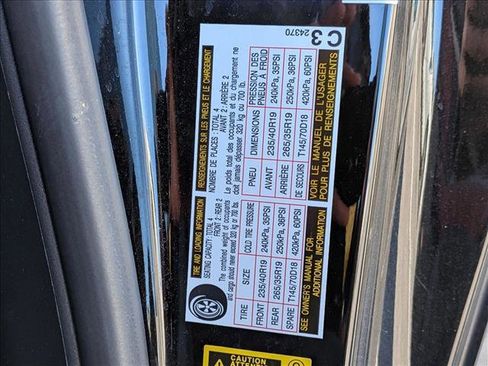 TIRE AND LOADING INFORMATION
SEATING CAPACITY:TOTAL 4
FRONT 2:REAR 2
The combined weight of occupants
and cargo should never exceed 320 kg or 700 lbs.
TIRE SIZE COLD TIRE PRESSURE
FRONT 235/40R19 240kPa, 35PSI
REAR 265/35R19 250kPa, 36PSI
SPARE T145/70D18 420kPa, 60PSI
SEE OWNER'S MANUAL FOR
ADDITIONAL INFORMATION
RENSEIGNEMENTS SUR LES PNEUS ET LE CHARGEMENT
NOMBRE DE PLACES:TOTAL 4
AVANT 2:ARRIÈRE 2
Le poids total des occupants et du chargement ne
doit jamais dépasser 320 kg ou 700 lb.
PNEU DIMENSIONS PRESSION DES
PNEUS À FROID
AVANT 235/40R19 240kPa, 35PSI
ARRIÈRE 265/35R19 250kPa, 36PSI
DE SECOURS T145/70D18 420kPa, 60PSI
VOIR LE MANUEL DE L'USAGER
POUR PLUS DE RENSEIGNEMENTS
C 3
24370
CAUTION